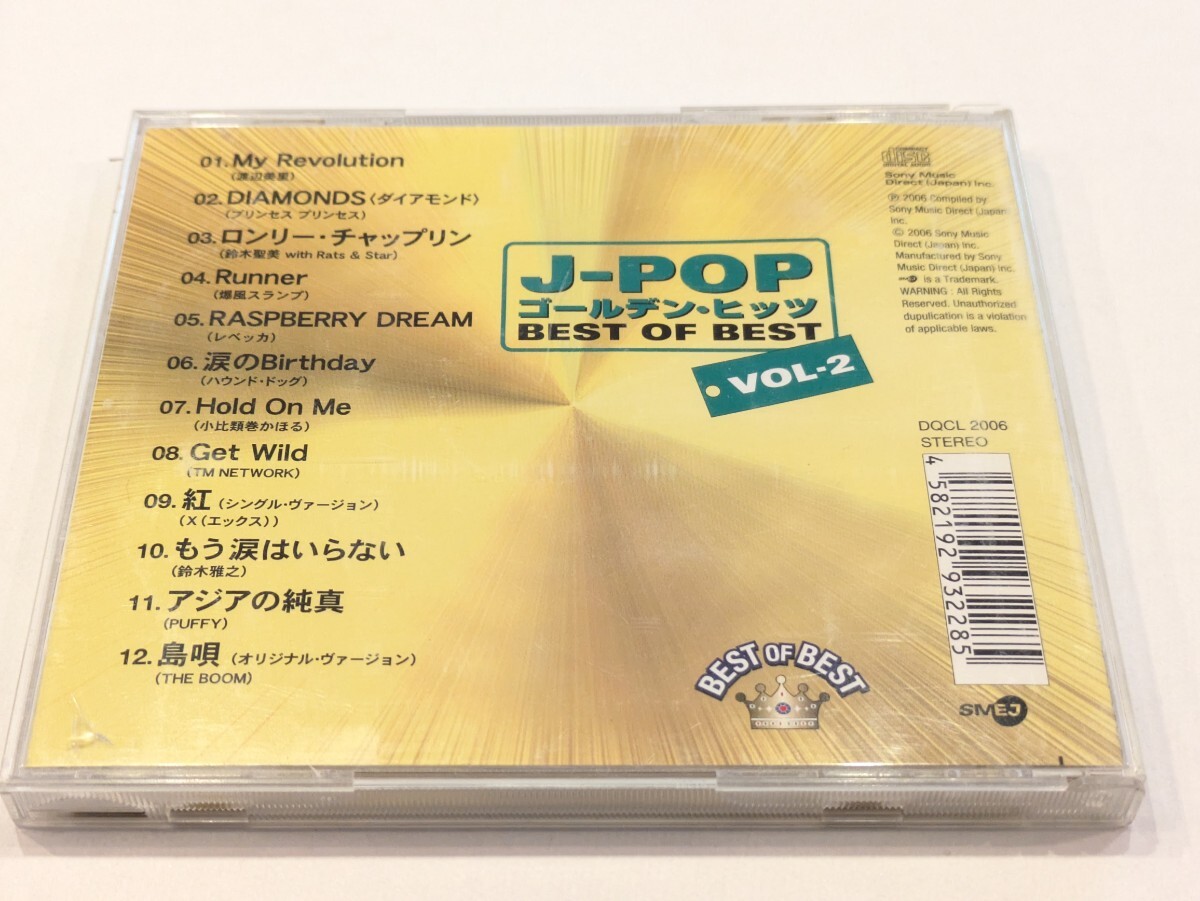 01. My Revolution
(渡辺美里)
02. DIAMONDS〈ダイアモンド〉
(プリンセス プリンセス)
03. ロンリー・チャップリン
(鈴木聖美 with Rats & Star)
04. Runner
(爆風スランプ)
05. RASPBERRY DREAM
(レベッカ)
06. 涙のBirthday
(ハウンド・ドッグ)
07. Hold On Me
(小比類巻かほる)
08. Get Wild
(TM NETWORK)
09. 紅 (シングル・ヴァージョン)
(X(エックス))
10. もう涙はいらない
(鈴木雅之)
11. アジアの純真
(PUFFY)
12. 島唄 (オリジナル・ヴァージョン)
(THE BOOM)
J-POP
ゴールデン・ヒッツ
BEST OF BEST
VOL-2
COMPACT
disc
DIGITAL AUDIO
Sony Music
Direct (Japan) Inc.
℗ 2006 Compiled by
Sony Music Direct (Japan)
Inc.
© 2006 Sony Music
Direct (Japan) Inc.
Manufactured by Sony
Music Direct (Japan) Inc.
is a Trademark.
WARNING : All Rights
Reserved. Unauthorized
dupulication is a violation
of applicable laws.
DQCL 2006
STEREO
4 582192 932285
BEST OF BEST
SMEJ